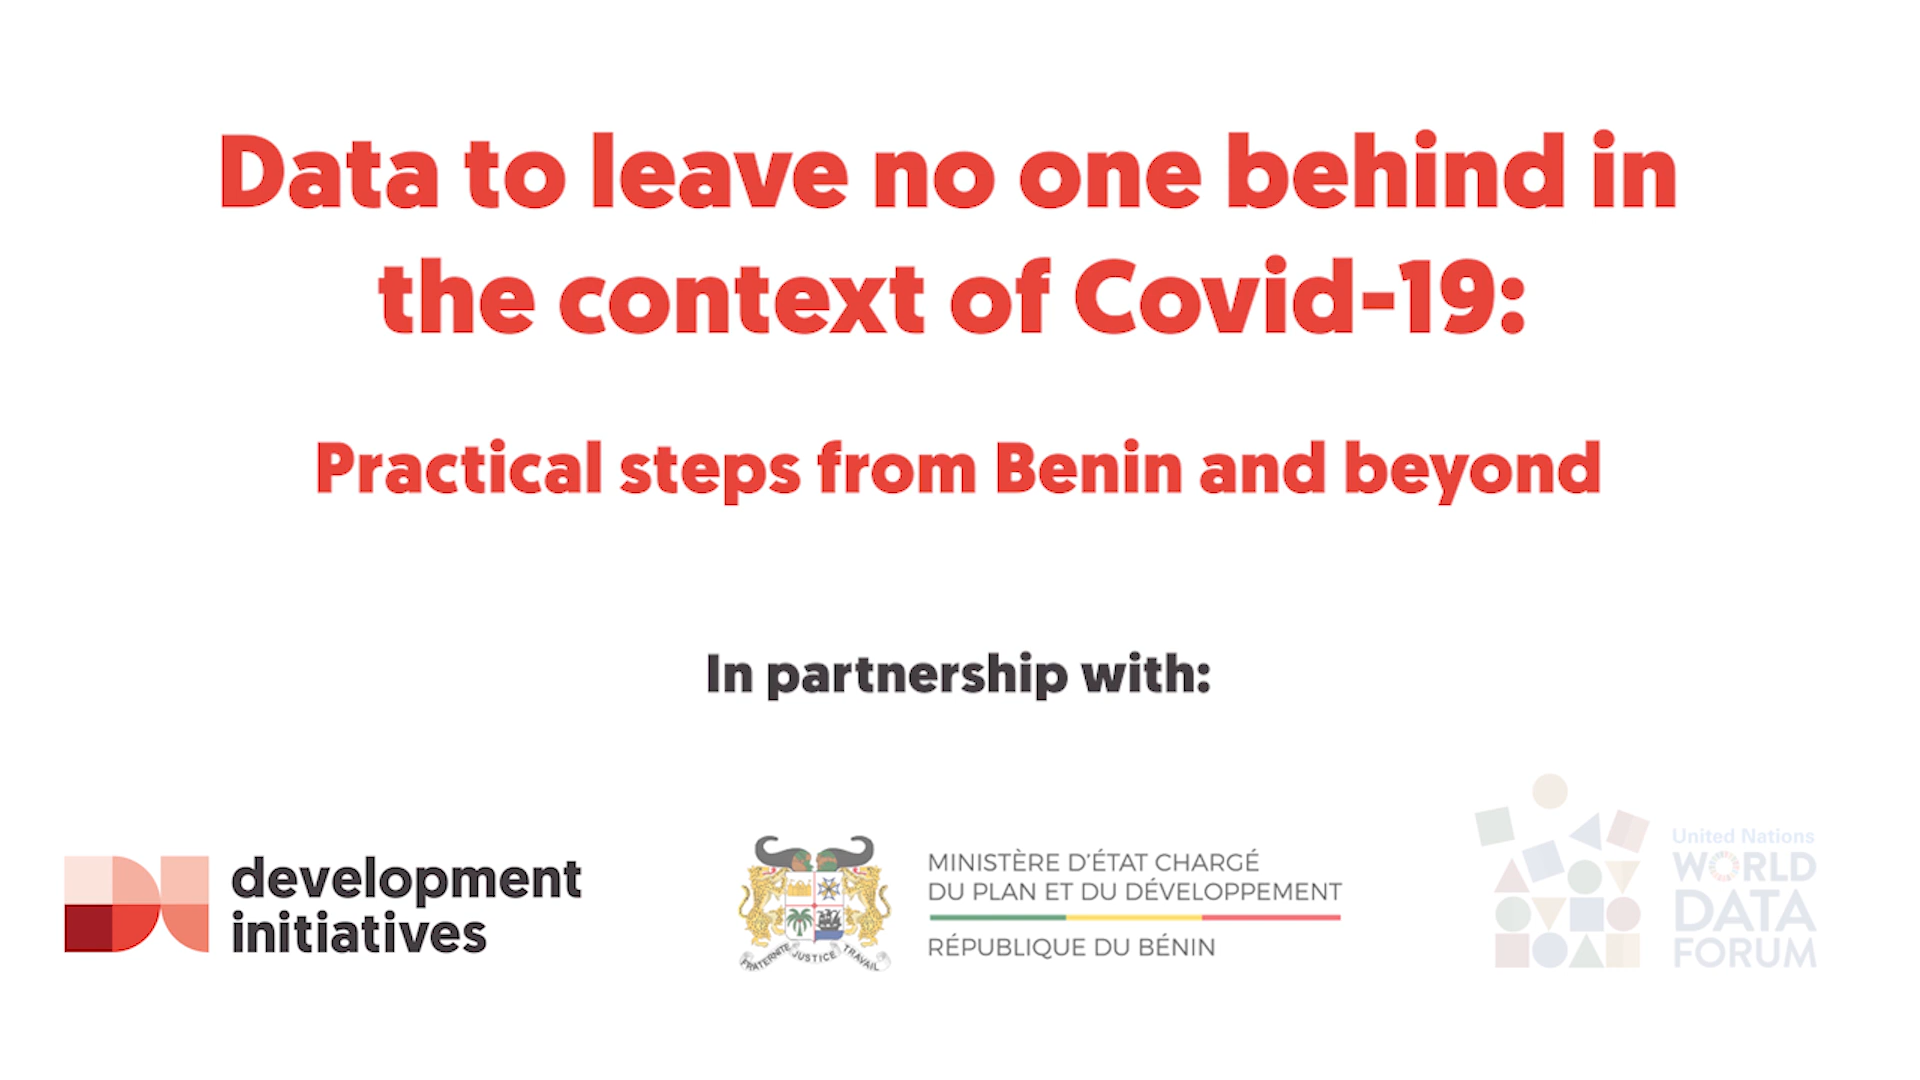 Data to leave no one behind in
the context of Covid-19:
Practical steps from Benin and beyond
In partnership with:
development
initiatives
FRATERNITÉ JUSTICE TRAVAIL
MINISTÈRE D'ÉTAT CHARGÉ
DU PLAN ET DU DÉVELOPPEMENT
RÉPUBLIQUE DU BÉNIN
United Nations
WORLD
DATA
FORUM